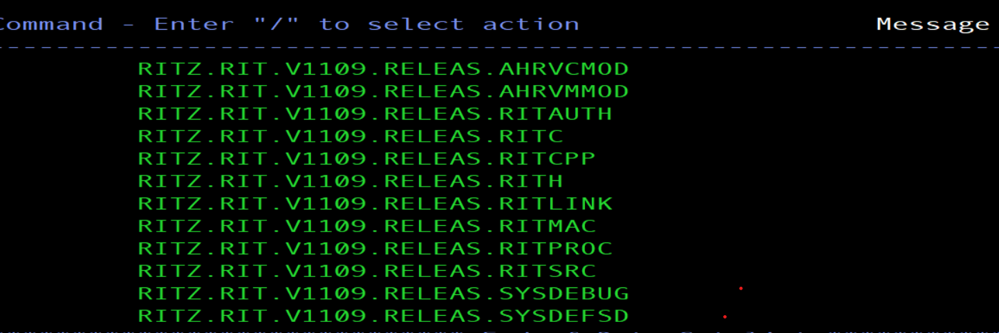 Command - Enter "/" to select action Message
RITZ.RIT.V1109.RELEAS.AHRVCMOD
RITZ.RIT.V1109.RELEAS.AHRVMMOD
RITZ.RIT.V1109.RELEAS.RITAUTH
RITZ.RIT.V1109.RELEAS.RITC
RITZ.RIT.V1109.RELEAS.RITCPP
RITZ.RIT.V1109.RELEAS.RITH
RITZ.RIT.V1109.RELEAS.RITLINK
RITZ.RIT.V1109.RELEAS.RITMAC
RITZ.RIT.V1109.RELEAS.RITPROC
RITZ.RIT.V1109.RELEAS.RITSRC
RITZ.RIT.V1109.RELEAS.SYSDEBUG
RITZ.RIT.V1109.RELEAS.SYSDEFSD